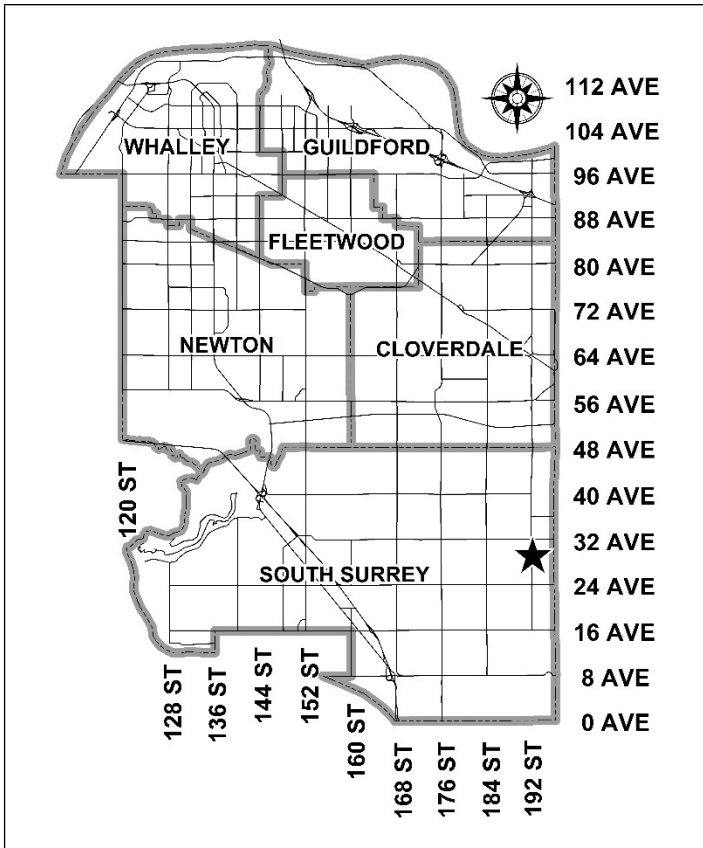 112 AVE
104 AVE
WHALLEY
GUILDFORD
96 AVE
88 AVE
FLEETWOOD
80 AVE
72 AVE
NEWTON
CLOVERDALE
64 AVE
56 AVE
48 AVE
120 ST
40 AVE
32 AVE
SOUTH SURREY
24 AVE
16 AVE
8 AVE
0 AVE
128 ST
136 ST
144 ST
152 ST
160 ST
168 ST
176 ST
184 ST
192 ST